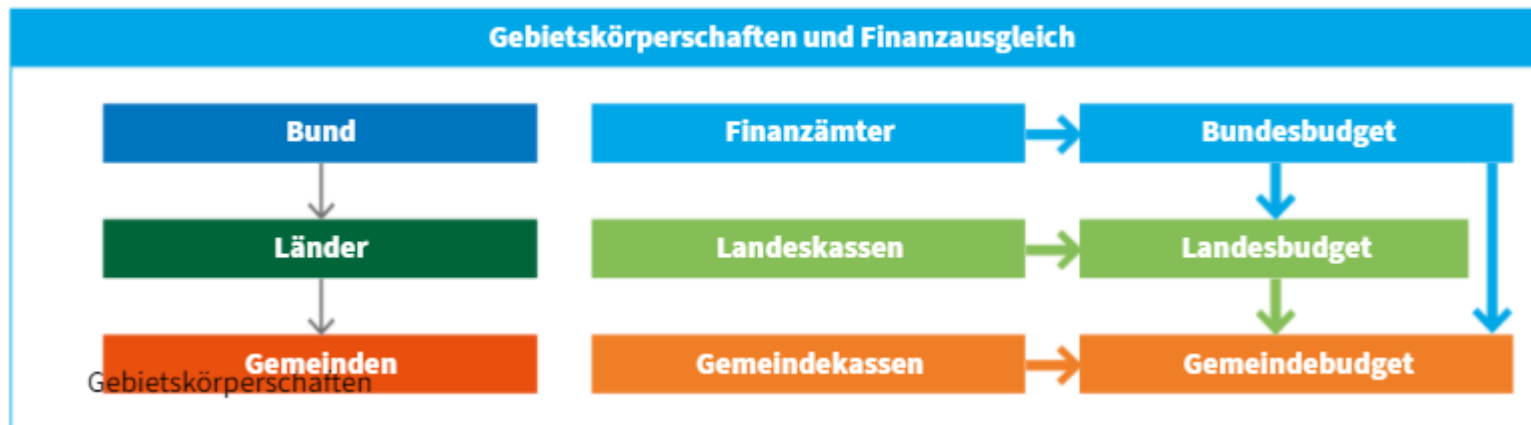 Gebietskörperschaften und Finanzausgleich
Bund
Finanzämter
Bundesbudget
Länder
Landeskassen
Landesbudget
Gemeinden
Gemeindekassen
Gemeindebudget
Gebietskörperschaften